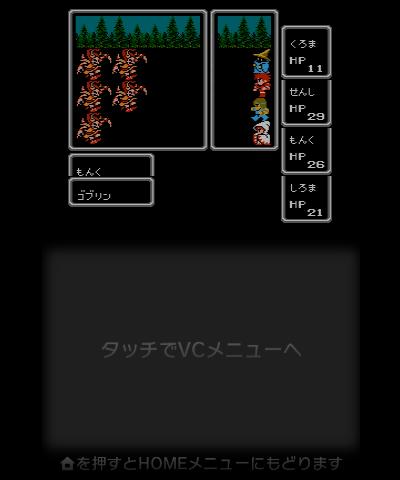 くろま
HP
11
せんし
HP
29
もんく
HP
26
しろま
HP
21
もんく
ゴブリン
タッチでVCメニューへ
を押すとHOMEメニューにもどります